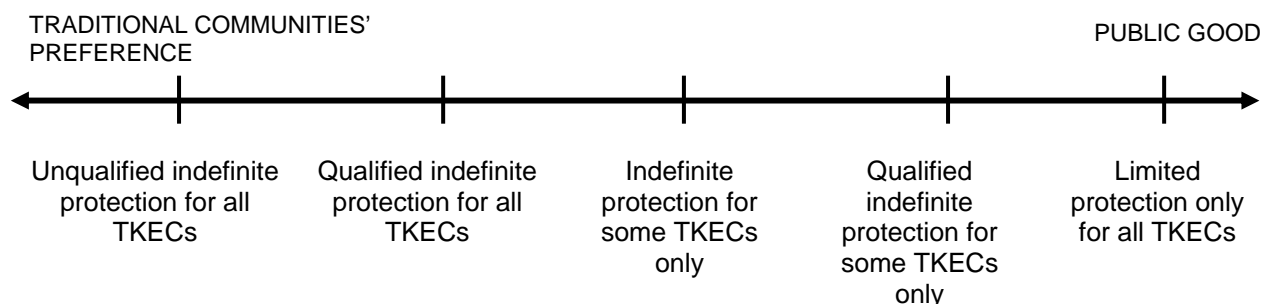 TRADITIONAL COMMUNITIES'
PREFERENCE
PUBLIC GOOD
Unqualified indefinite
protection for all
TKECs
Qualified indefinite
protection for all
TKECs
Indefinite
protection for
some TKECs
only
Qualified
indefinite
protection for
some TKECs
only
Limited
protection only
for all TKECs